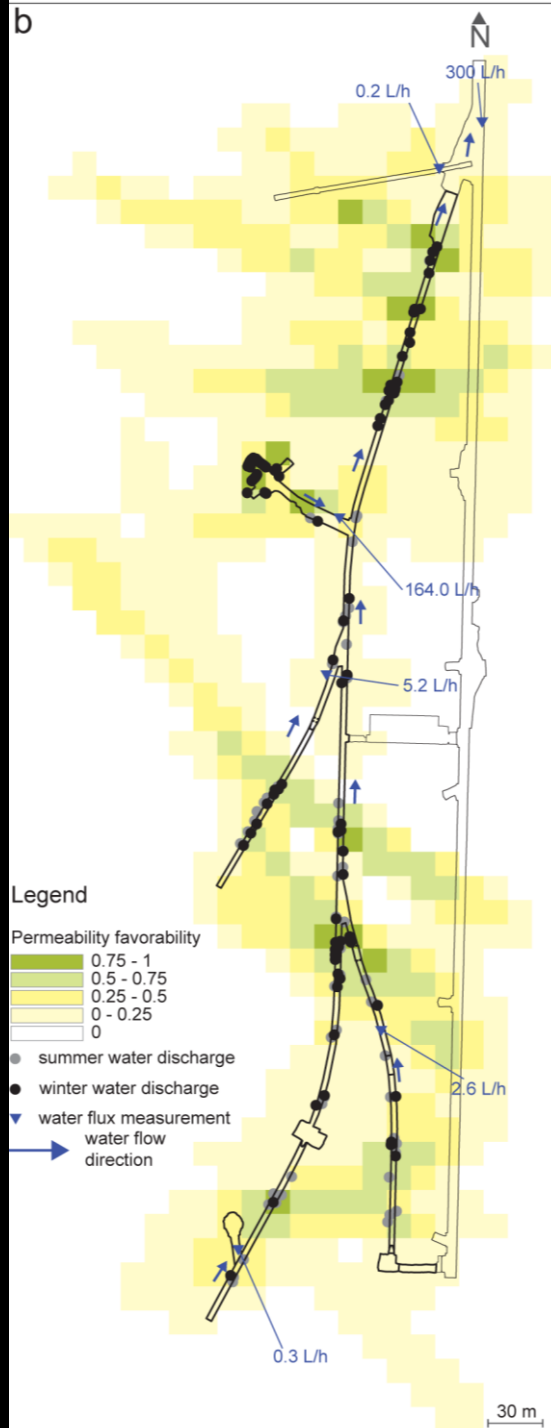 b
N
300 L/h
0.2 L/h
164.0 L/h
5.2 L/h
Legend
Permeability favorability
0.75 - 1
0.5 - 0.75
0.25 - 0.5
0 - 0.25
0
summer water discharge
winter water discharge
water flux measurement
water flow
direction
2.6 L/h
0.3 L/h
30 m